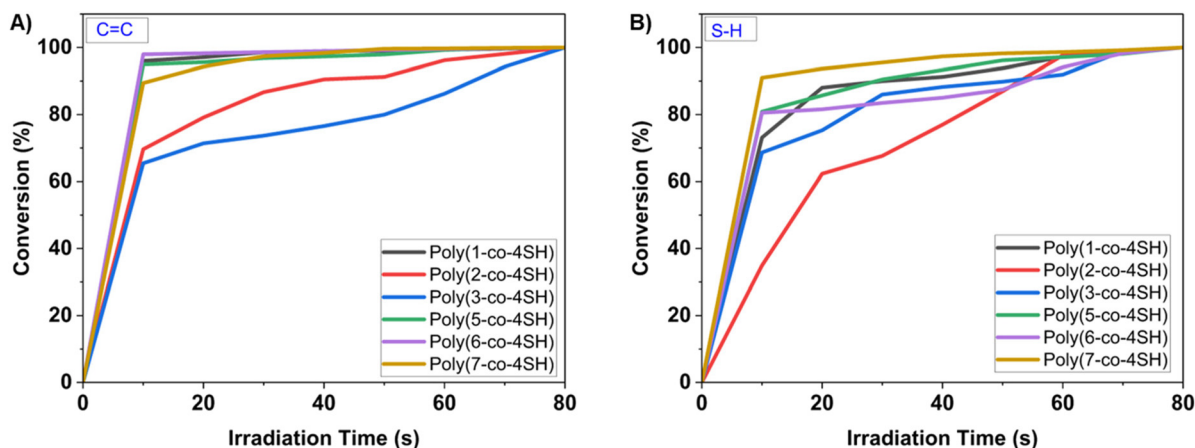 A)
C=C
Conversion (%)
100
80
60
40
20
0
Poly(1-co-4SH)
Poly(2-co-4SH)
Poly(3-co-4SH)
Poly(5-co-4SH)
Poly(6-co-4SH)
Poly(7-co-4SH)
0 20 40 60 80
Irradiation Time (s)
B)
S-H
Conversion (%)
100
80
60
40
20
0
Poly(1-co-4SH)
Poly(2-co-4SH)
Poly(3-co-4SH)
Poly(5-co-4SH)
Poly(6-co-4SH)
Poly(7-co-4SH)
0 20 40 60 80
Irradiation Time (s)